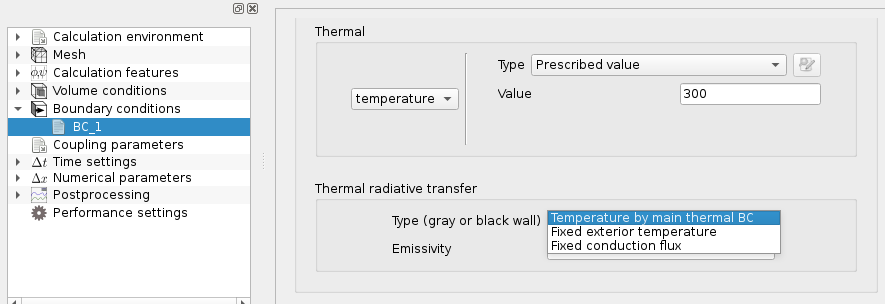 Calculation environment
Mesh
α,ψ Calculation features
Volume conditions
Boundary conditions
BC_1
Coupling parameters
Δt Time settings
Δx Numerical parameters
Postprocessing
Performance settings
Thermal
temperature
Type Prescribed value
Value 300
Thermal radiative transfer
Type (gray or black wall) Temperature by main thermal BC
Fixed exterior temperature
Emissivity Fixed conduction flux